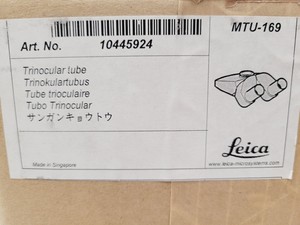 Art. No. 10445924 MTU-169
Trinocular tube
Trinokulartubus
Tube trioculaire
Tubo Trinocular
サンガンキョウトウ
Made in Singapore
Leica
www.leica-microsystems.com